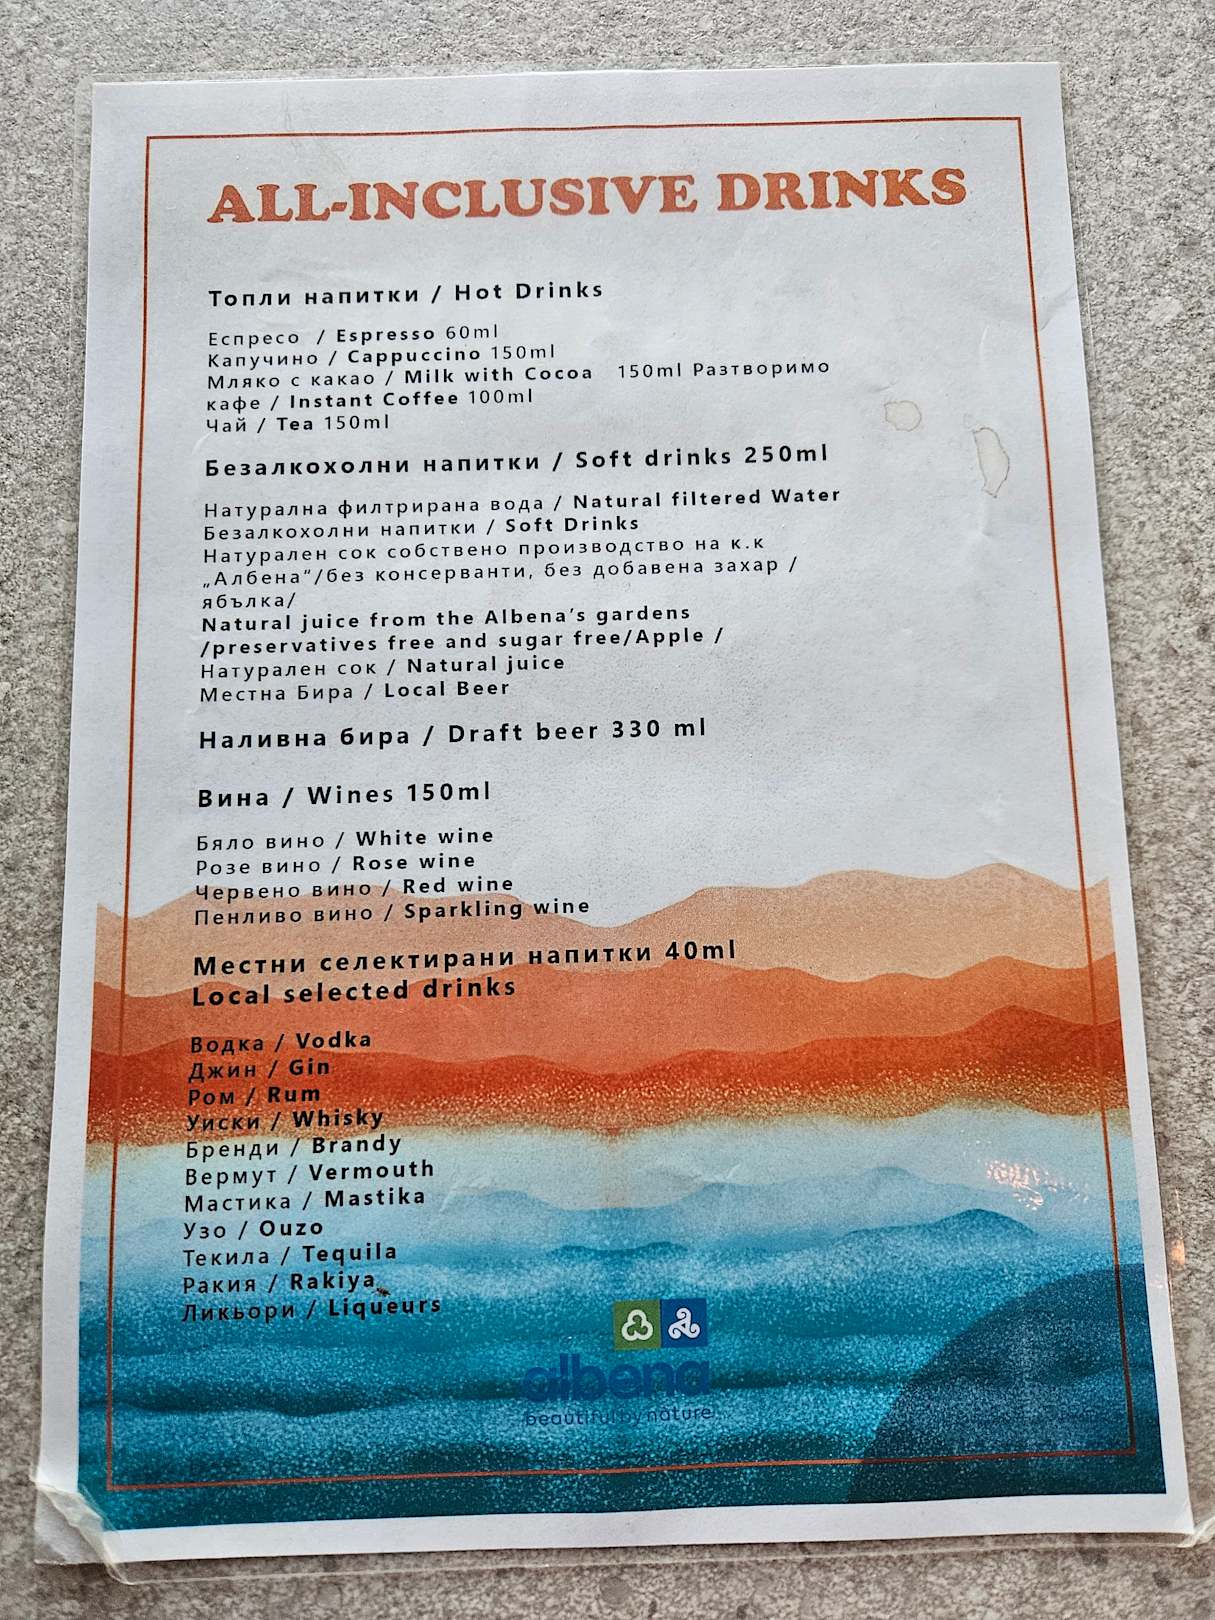 ALL-INCLUSIVE DRINKS
Топли напитки / Hot Drinks
Еспресо / Espresso 60ml
Капучино / Cappuccino 150ml
Мляко с какао / Milk with Cocoa 150ml Разтворимо
кафе / Instant Coffee 100ml
Чай / Tea 150ml
Безалкохолни напитки / Soft drinks 250ml
Натурална филтрирана вода / Natural filtered Water
Безалкохолни напитки / Soft Drinks
Натурален сок собствено производство на к.к
„Албена“/без консерванти, без добавена захар /
ябълка/
Natural juice from the Albena's gardens
/preservatives free and sugar free/Apple /
Натурален сок / Natural juice
Местна Бира / Local Beer
Наливна бира / Draft beer 330 ml
Вина / Wines 150ml
Бяло вино / White wine
Розе вино / Rose wine
Червено вино / Red wine
Пенливо вино / Sparkling wine
Местни селектирани напитки 40ml
Local selected drinks
Водка / Vodka
Джин / Gin
Ром / Rum
Уиски / Whisky
Бренди / Brandy
Вермут / Vermouth
Мастика / Mastika
Узо / Ouzo
Текила / Tequila
Ракия / Rakiya
Ликьори / Liqueurs
albena
beautiful by nature